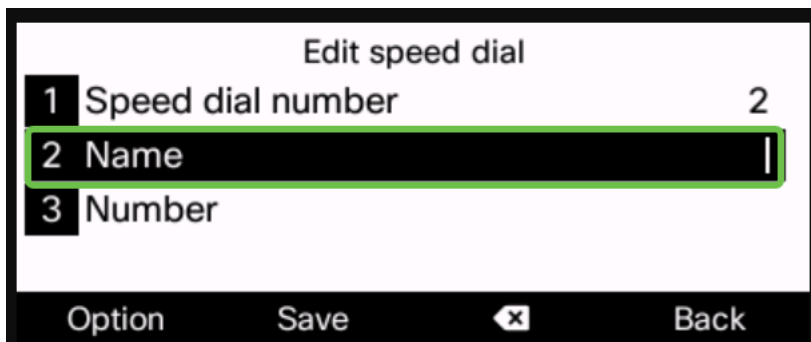 Edit speed dial
1 Speed dial number 2
2 Name
3 Number
Option Save Back